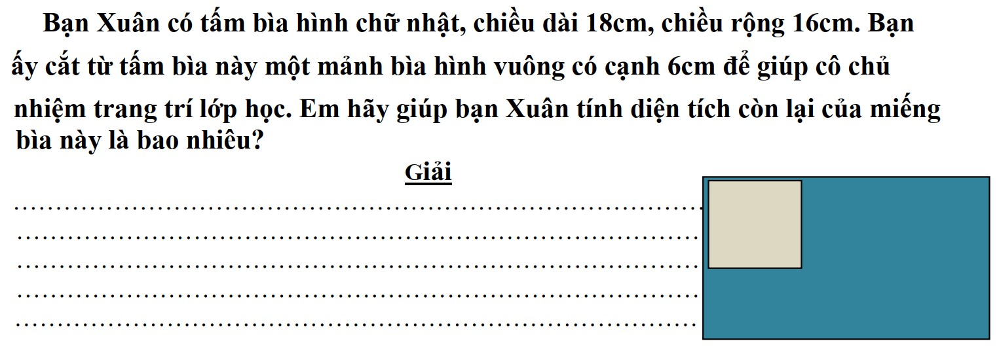 Bạn Xuân có tấm bìa hình chữ nhật, chiều dài 18cm, chiều rộng 16cm. Bạn
ấy cắt từ tấm bìa này một mảnh bìa hình vuông có cạnh 6cm để giúp cô chủ
nhiệm trang trí lớp học. Em hãy giúp bạn Xuân tính diện tích còn lại của miếng
bìa này là bao nhiêu?
Giải
………………………………………………………………………
………………………………………………………………………
………………………………………………………………………
………………………………………………………………………
………………………………………………………………………